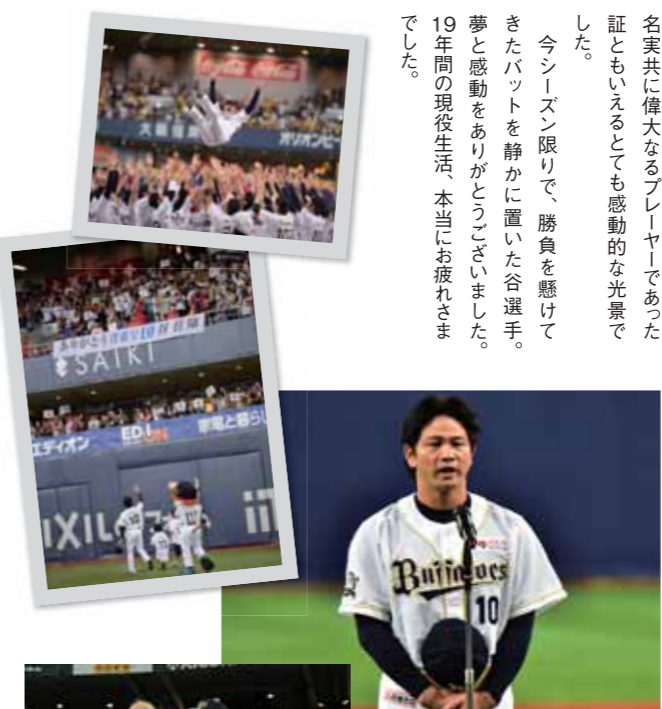 名実共に偉大なるプレーヤーであった
証ともいえるとても感動的な光景で
した。
今シーズン限りで、勝負を懸けて
きたバットを静かに置いた谷選手。
夢と感動をありがとうございました。
19年間の現役生活、本当にお疲れさま
でした。
Coca-Cola
SAIKI
エディオン
EDION
家電と暮らし
IXIL
Buffaloes
10